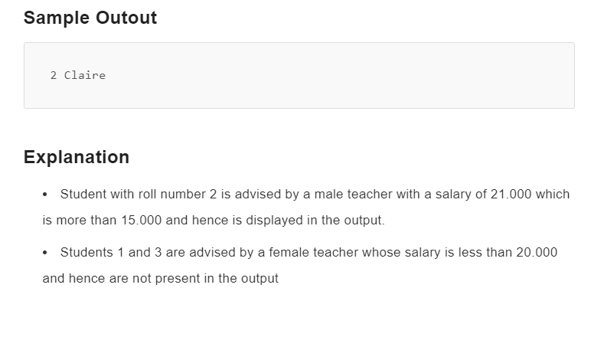 Sample Outout
2 Claire
Explanation
• Student with roll number 2 is advised by a male teacher with a salary of 21.000 which
is more than 15.000 and hence is displayed in the output.
• Students 1 and 3 are advised by a female teacher whose salary is less than 20.000
and hence are not present in the output